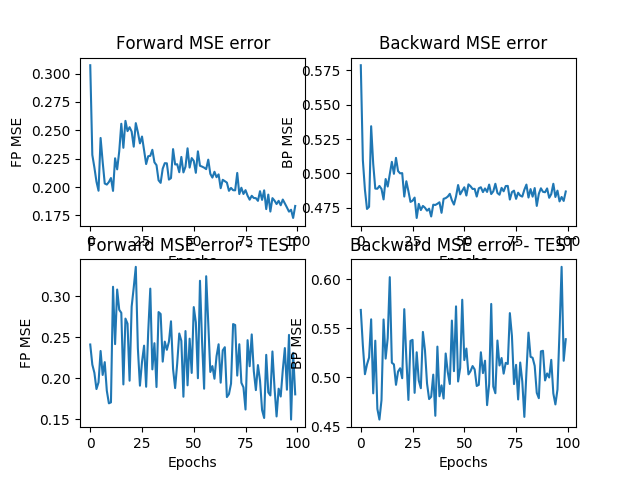 Forward MSE error
Backward MSE error
FP MSE
0.300
0.275
0.250
0.225
0.200
0.175
0 25 50 75 100
Epochs
BP MSE
0.575
0.550
0.525
0.500
0.475
0 25 50 75 100
Epochs
Forward MSE error - TEST
Backward MSE error - TEST
FP MSE
0.30
0.25
0.20
0.15
0 25 50 75 100
Epochs
BP MSE
0.60
0.55
0.50
0.45
0 25 50 75 100
Epochs